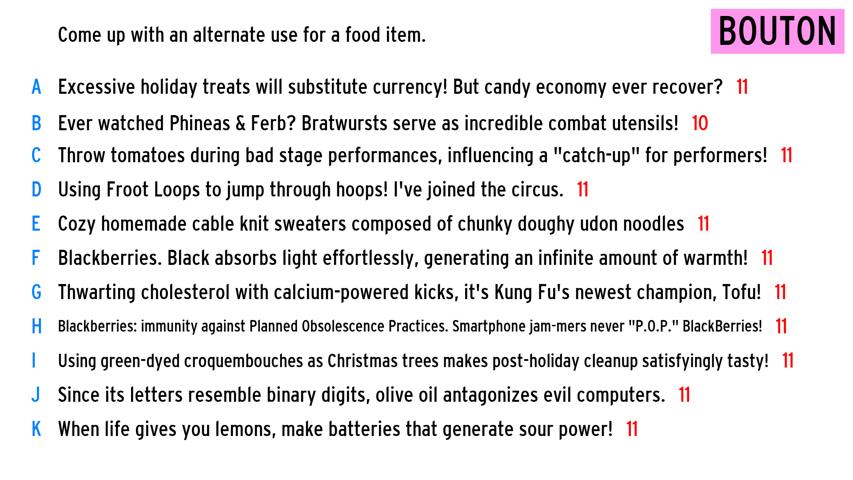 Come up with an alternate use for a food item.
BOUTON
A Excessive holiday treats will substitute currency! But candy economy ever recover? 11
B Ever watched Phineas & Ferb? Bratwursts serve as incredible combat utensils! 10
C Throw tomatoes during bad stage performances, influencing a "catch-up" for performers! 11
D Using Froot Loops to jump through hoops! I've joined the circus. 11
E Cozy homemade cable knit sweaters composed of chunky doughy udon noodles 11
F Blackberries. Black absorbs light effortlessly, generating an infinite amount of warmth! 11
G Thwarting cholesterol with calcium-powered kicks, it's Kung Fu's newest champion, Tofu! 11
H Blackberries: immunity against Planned Obsolescence Practices. Smartphone jam-mers never "P.O.P." BlackBerries! 11
I Using green-dyed croquembouches as Christmas trees makes post-holiday cleanup satisfyingly tasty! 11
J Since its letters resemble binary digits, olive oil antagonizes evil computers. 11
K When life gives you lemons, make batteries that generate sour power! 11